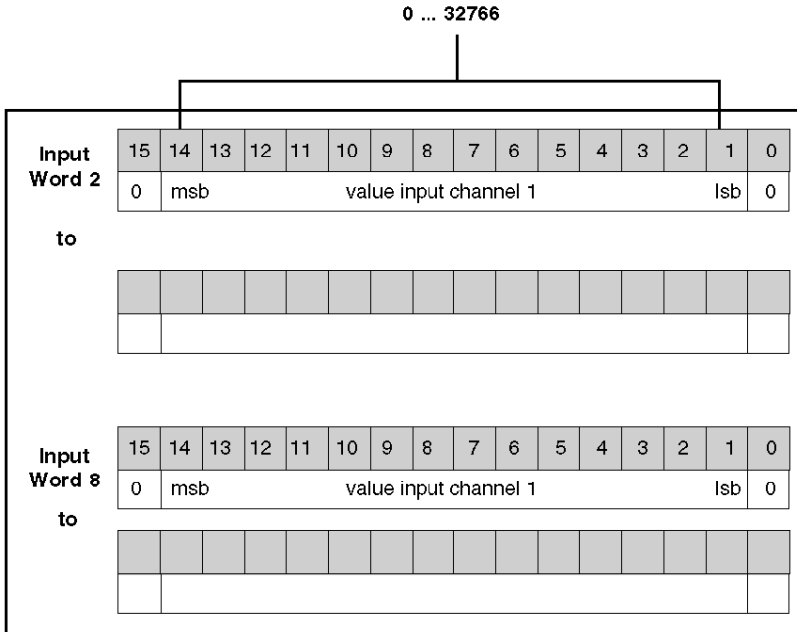 0 ... 32766
Input Word 2
15 14 13 12 11 10 9 8 7 6 5 4 3 2 1 0
0 msb value input channel 1 lsb 0
to
Input Word 8
15 14 13 12 11 10 9 8 7 6 5 4 3 2 1 0
0 msb value input channel 1 lsb 0
to